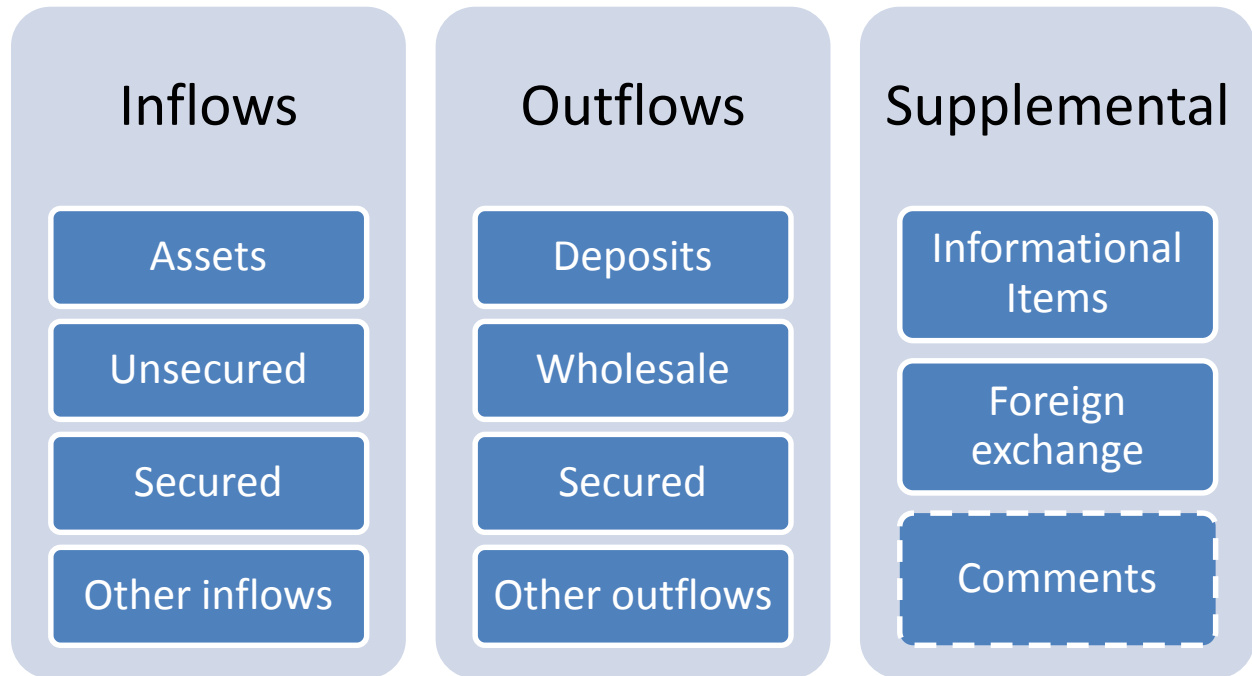 Inflows
Assets
Unsecured
Secured
Other inflows
Outflows
Deposits
Wholesale
Secured
Other outflows
Supplemental
Informational
Items
Foreign
exchange
Comments